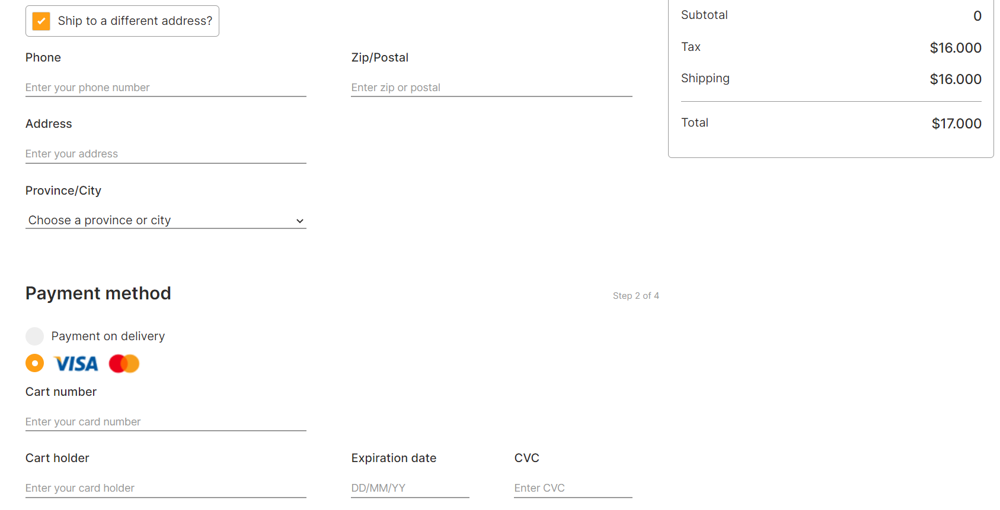 Ship to a different address?
Phone
Enter your phone number
Zip/Postal
Enter zip or postal
Address
Enter your address
Province/City
Choose a province or city
Subtotal 0
Tax $16.000
Shipping $16.000
Total $17.000
Payment method
Step 2 of 4
Payment on delivery
VISA
Cart number
Enter your card number
Cart holder
Enter your card holder
Expiration date
DD/MM/YY
CVC
Enter CVC